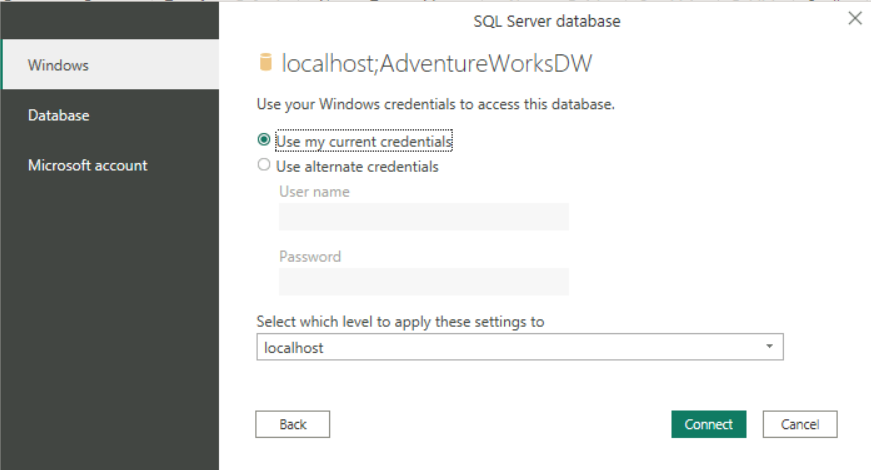 SQL Server database
Windows
Database
Microsoft account
localhost;AdventureWorksDW
Use your Windows credentials to access this database.
Use my current credentials
Use alternate credentials
User name
Password
Select which level to apply these settings to
localhost
Back
Connect
Cancel